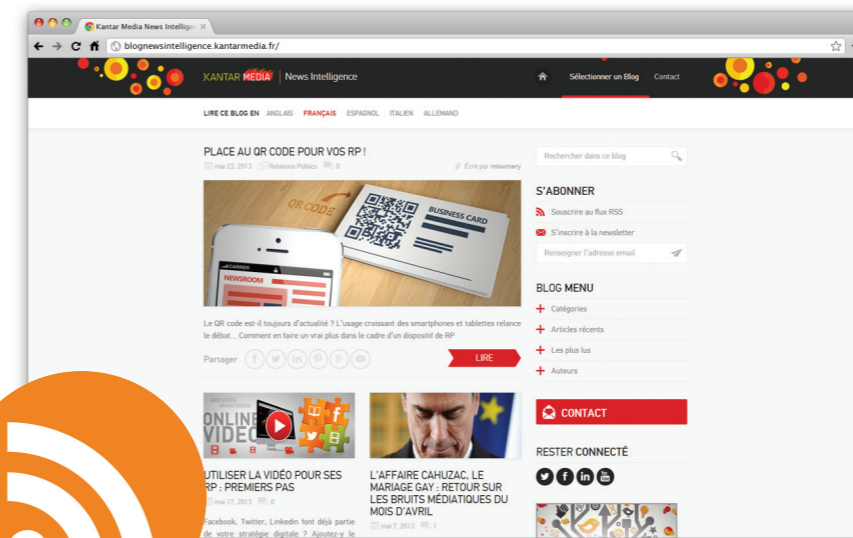 Kantar Media News Intellige
blognewsintelligence.kantarmedia.fr/
KANTAR MEDIA News Intelligence
Sélectionner un Blog Contact
LIRE CE BLOG EN ANGLAIS FRANÇAIS ESPAGNOL ITALIEN ALLEMAND
PLACE AU QR CODE POUR VOS RP !
mai 23, 2013 Relations Publics 0 Écrit par
QR CODE
BUSINESS CARD
CARRIER
NEWSROOM
Le QR code est-il toujours d'actualité ? L'usage croissant des smartphones et tablettes relance
le débat... Comment en faire un vrai plus dans le cadre d'un dispositif de RP
Partager
LIRE
ONLINE
VIDEO
UTILISER LA VIDÉO POUR SES
RP : PREMIERS PAS
mai 17, 2013 0
Facebook, Twitter, Linkedin font déjà partie
de votre stratégie digitale ? Ajoutez-y le
L'AFFAIRE CAHUZAC, LE
MARIAGE GAY : RETOUR SUR
LES BRUITS MÉDIATIQUES DU
MOIS D'AVRIL
mai 7, 2013 1
Rechercher dans ce blog
S'ABONNER
Souscrire au flux RSS
S'inscrire à la newsletter
Renseigner l'adresse email
BLOG MENU
Catégories
Articles récents
Les plus lus
Auteurs
CONTACT
RESTER CONNECTÉ